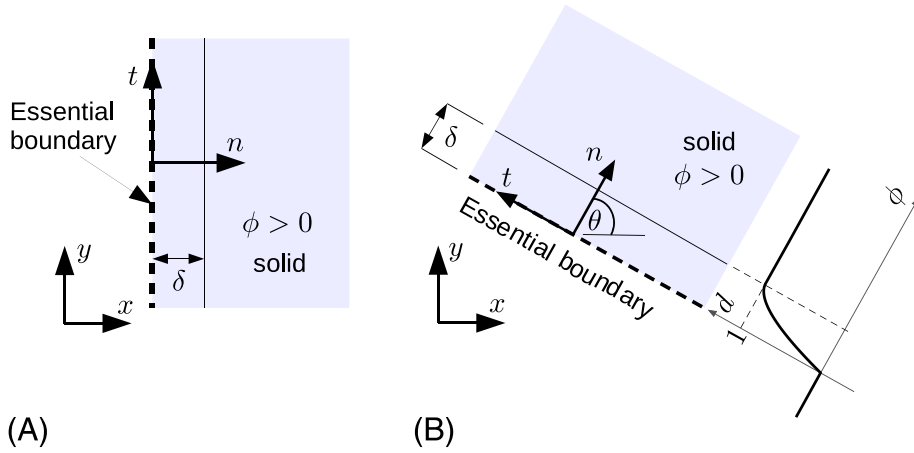 t
Essential
boundary
n
ϕ > 0
solid
δ
y
x
(A)
δ
solid
ϕ > 0
n
t
θ
Essential boundary
y
x
d
1
ϕ
(B)